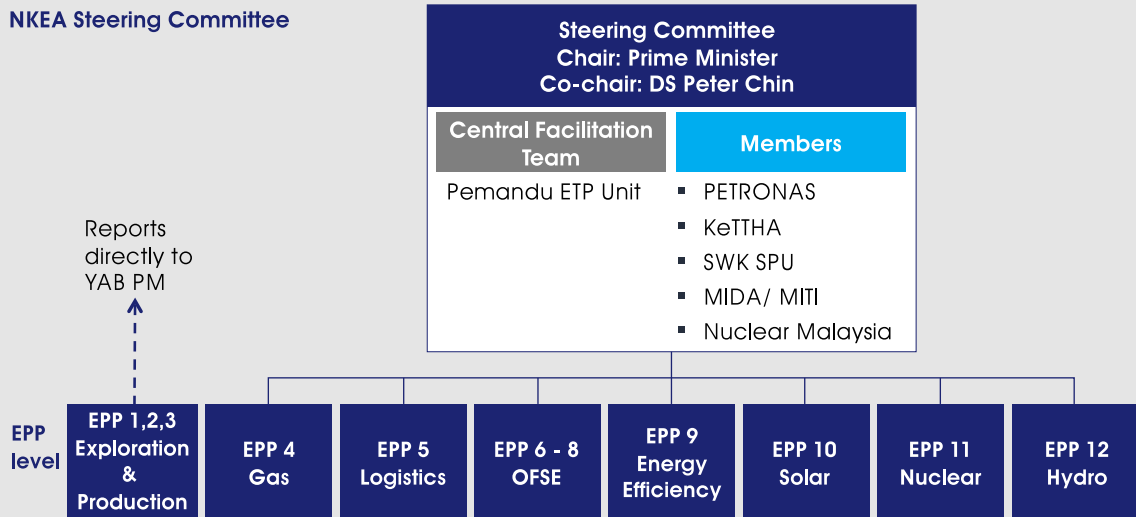 NKEA Steering Committee
Steering Committee
Chair: Prime Minister
Co-chair: DS Peter Chin
Central Facilitation
Team
Members
Pemandu ETP Unit
▪ PETRONAS
▪ KeTTHA
▪ SWK SPU
▪ MIDA/ MITI
▪ Nuclear Malaysia
Reports
directly to
YAB PM
EPP
level
EPP 1,2,3
Exploration
&
Production
EPP 4
Gas
EPP 5
Logistics
EPP 6 - 8
OFSE
EPP 9
Energy
Efficiency
EPP 10
Solar
EPP 11
Nuclear
EPP 12
Hydro